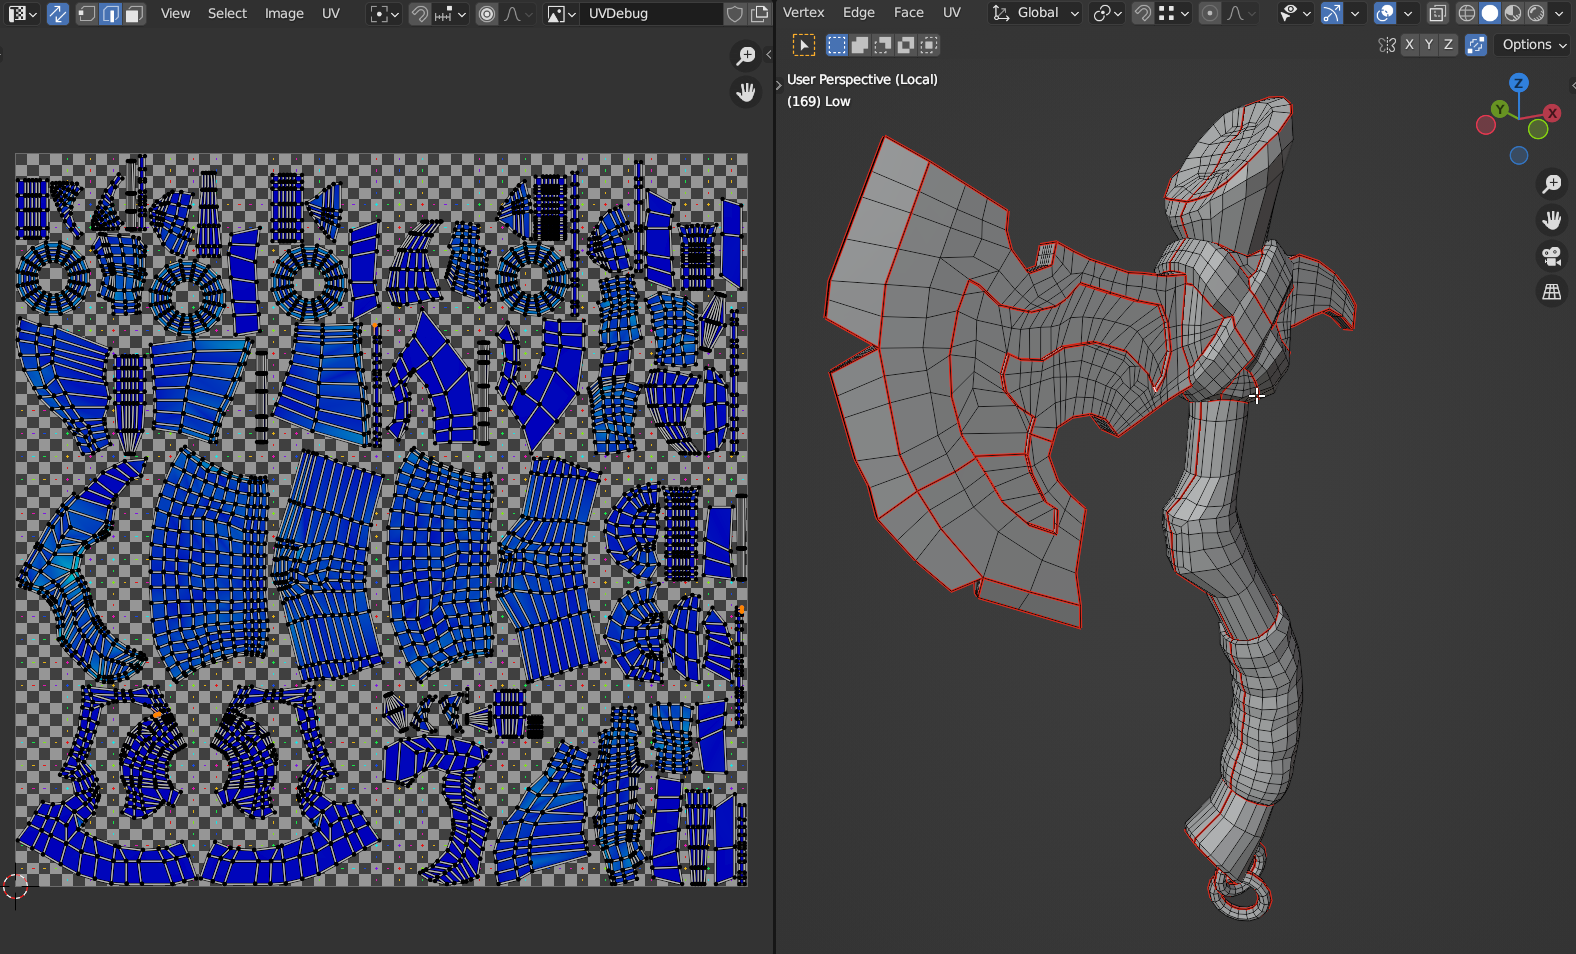 View Select Image UV UVDebug
Vertex Edge Face UV Global
X Y Z Options
User Perspective (Local)
(169) Low
Z
Y
X